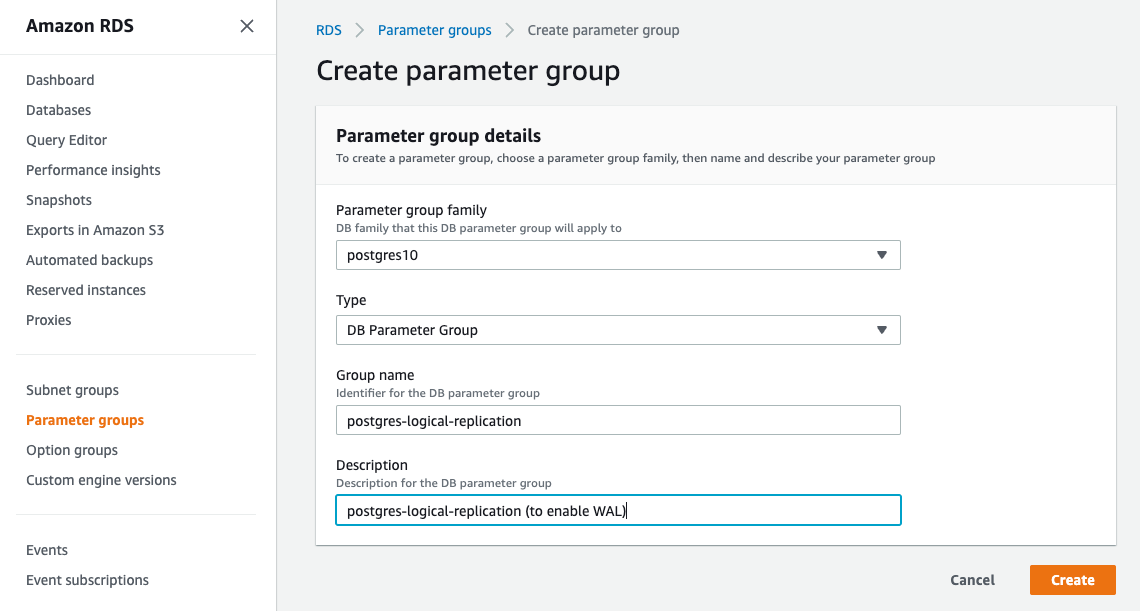 Amazon RDS
Dashboard
Databases
Query Editor
Performance insights
Snapshots
Exports in Amazon S3
Automated backups
Reserved instances
Proxies
Subnet groups
Parameter groups
Option groups
Custom engine versions
Events
Event subscriptions
RDS
Parameter groups
Create parameter group
Create parameter group
Parameter group details
To create a parameter group, choose a parameter group family, then name and describe your parameter group
Parameter group family
DB family that this DB parameter group will apply to
postgres10
Type
DB Parameter Group
Group name
Identifier for the DB parameter group
postgres-logical-replication
Description
Description for the DB parameter group
postgres-logical-replication (to enable WAL)
Cancel
Create